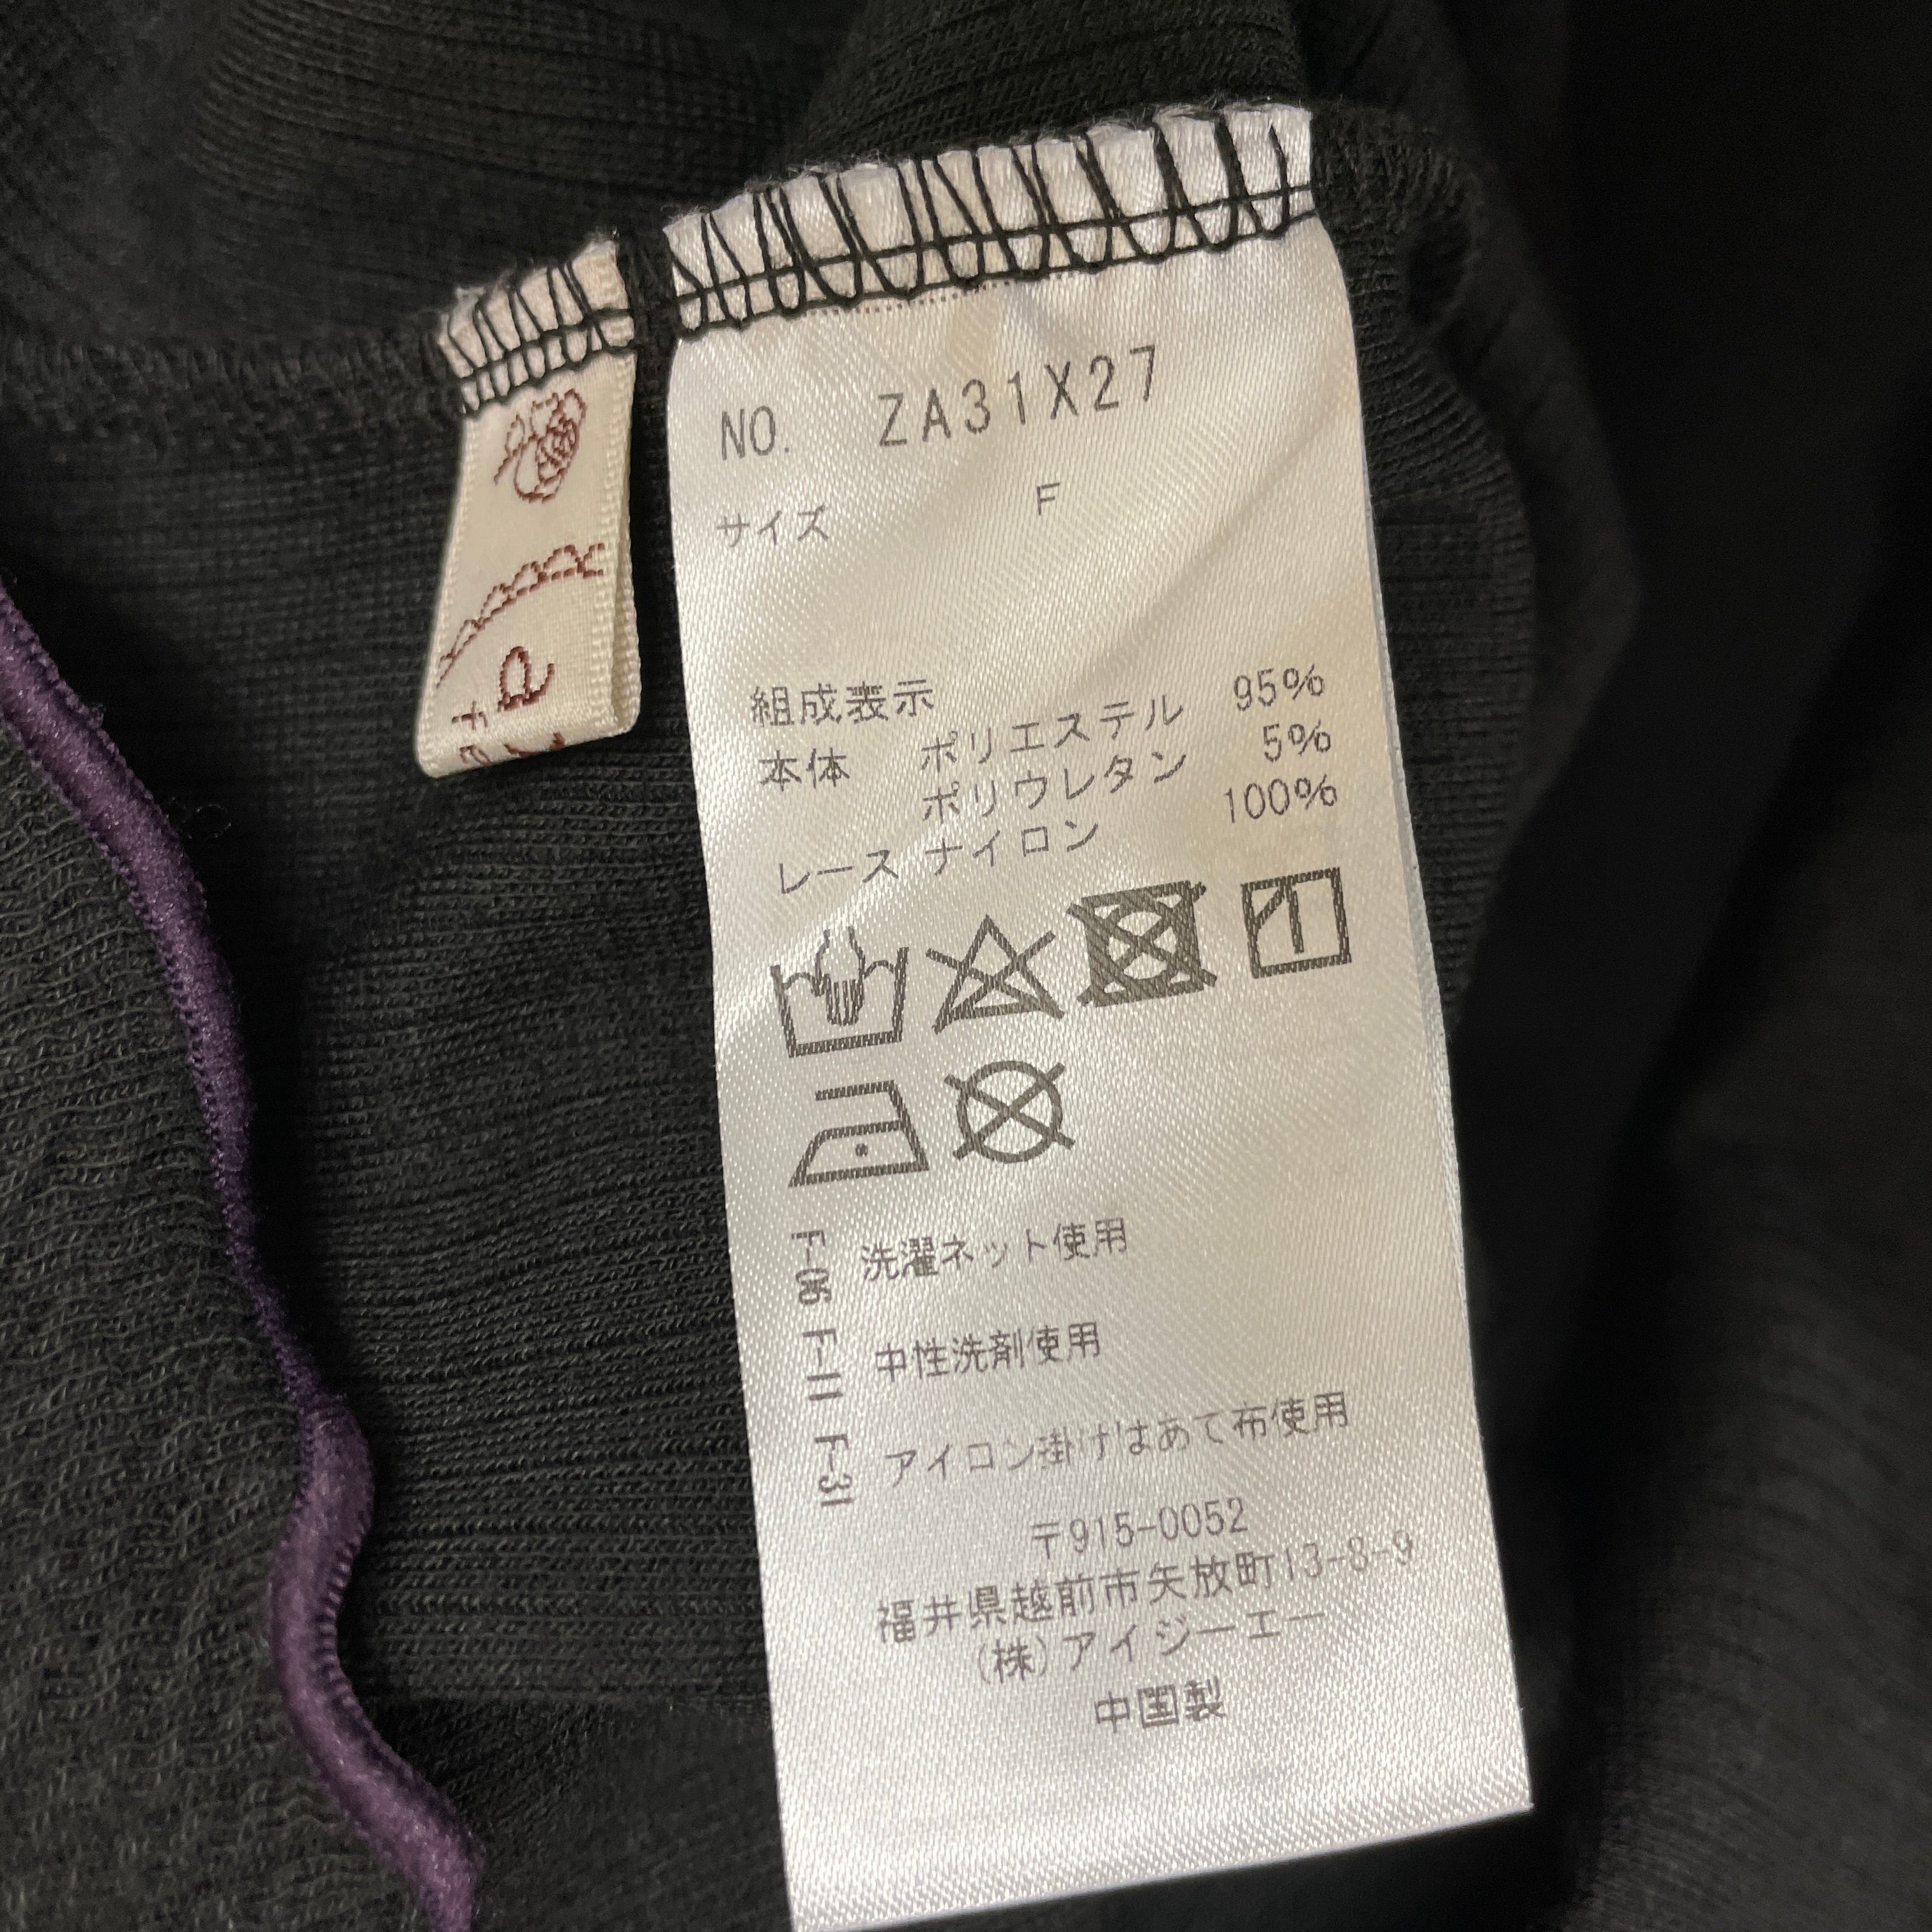 NO. ZA31X27
サイズ F
組成表示
本体 ポリエステル 95%
ポリウレタン 5%
レース ナイロン 100%
F-06 洗濯ネット使用
F-11 中性洗剤使用
F-31 アイロン掛けはあて布使用
〒915-0052
福井県越前市矢放町13-8-9
(株)アイジーエー
中国製